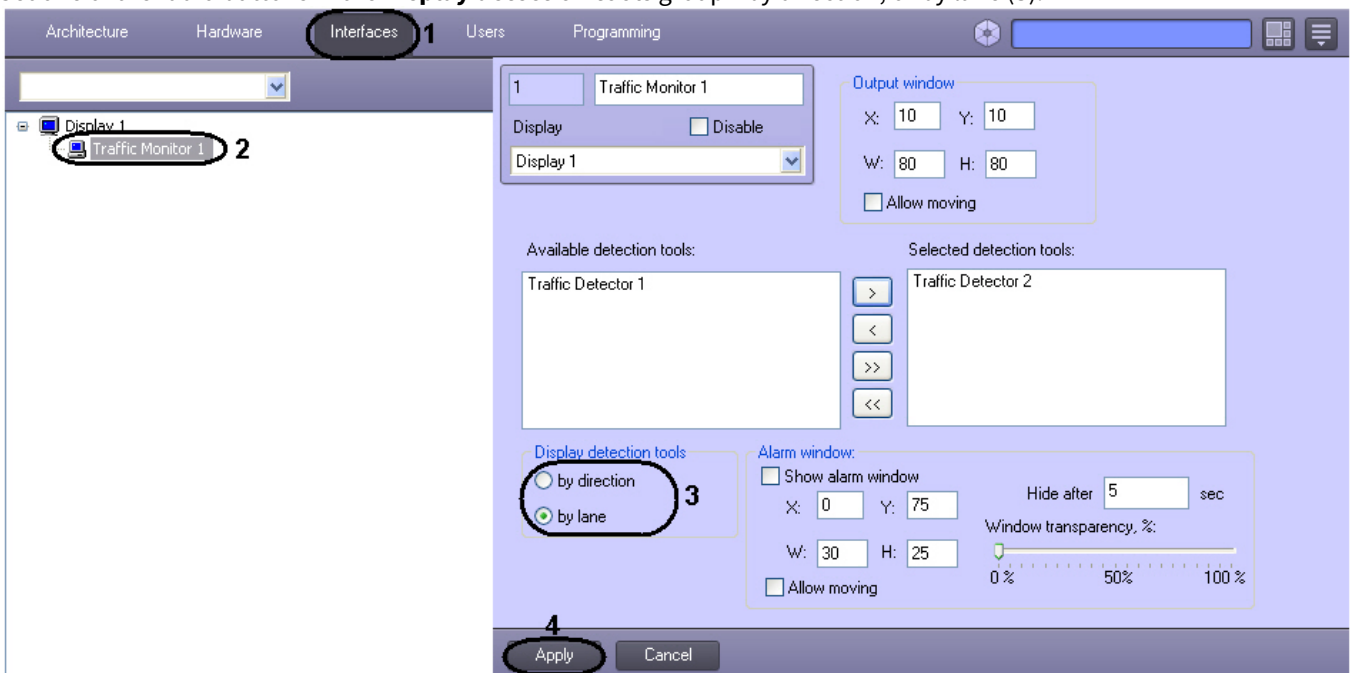 Architecture Hardware Interfaces 1 Users Programming
Display 1
Traffic Monitor 1 2
1 Traffic Monitor 1
Display Disable
Display 1
Output window
X: 10 Y: 10
W: 80 H: 80
Allow moving
Available detection tools:
Traffic Detector 1
>
<
>>
<<
Selected detection tools:
Traffic Detector 2
Display detection tools
by direction
by lane
3
Alarm window:
Show alarm window
X: 0 Y: 75
W: 30 H: 25
Allow moving
Hide after 5 sec
Window transparency, %:
0 % 50% 100 %
4
Apply Cancel